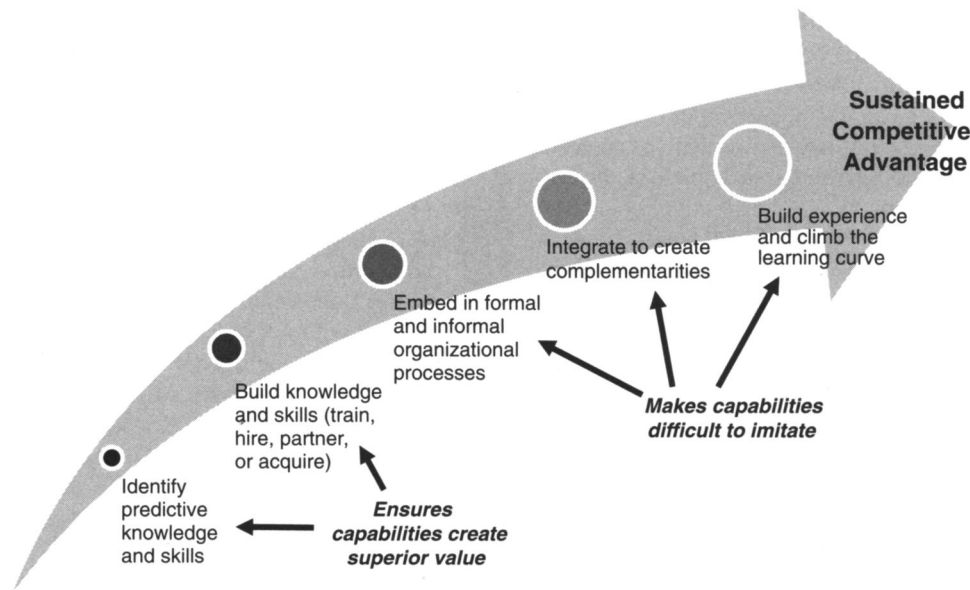 Sustained
Competitive
Advantage
Build experience
and climb the
learning curve
Integrate to create
complementarities
Embed in formal
and informal
organizational
processes
Makes capabilities
difficult to imitate
Build knowledge
and skills (train,
hire, partner,
or acquire)
Identify
predictive
knowledge
and skills
Ensures
capabilities create
superior value